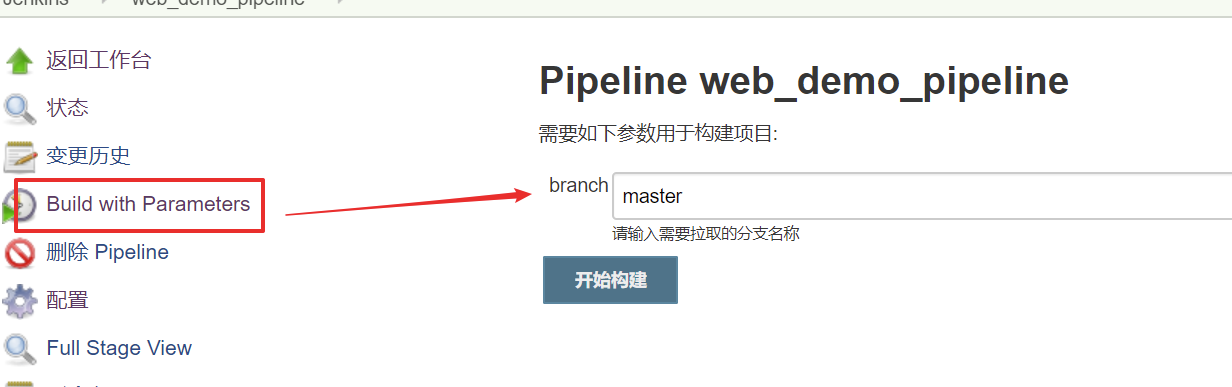 Jenkins web_demo_pipeline
返回工作台
状态
变更历史
Build with Parameters
删除 Pipeline
配置
Full Stage View
Pipeline web_demo_pipeline
需要如下参数用于构建项目:
branch master
请输入需要拉取的分支名称
开始构建